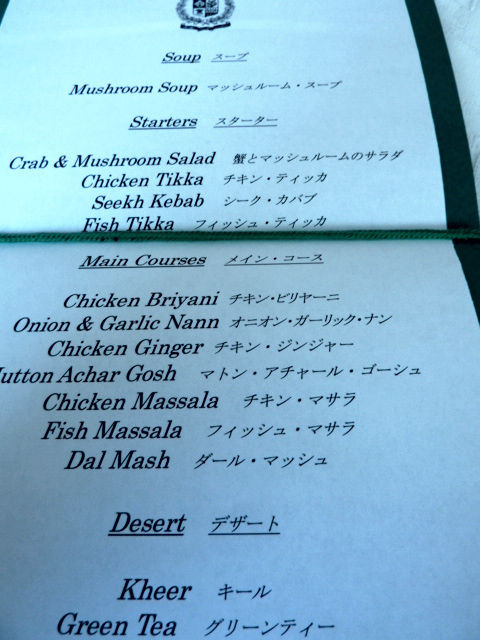 Soup スープ
Mushroom Soup マッシュルーム・スープ
Starters スターター
Crab & Mushroom Salad 蟹とマッシュルームのサラダ
Chicken Tikka チキン・ティッカ
Seekh Kebab シーク・カバブ
Fish Tikka フィッシュ・ティッカ
Main Courses メイン・コース
Chicken Briyani チキン・ビリヤーニ
Onion & Garlic Nann オニオン・ガーリック・ナン
Chicken Ginger チキン・ジンジャー
Mutton Achar Gosh マトン・アチャール・ゴーシュ
Chicken Massala チキン・マサラ
Fish Massala フィッシュ・マサラ
Dal Mash ダール・マッシュ
Desert デザート
Kheer キール
Green Tea グリーンティー